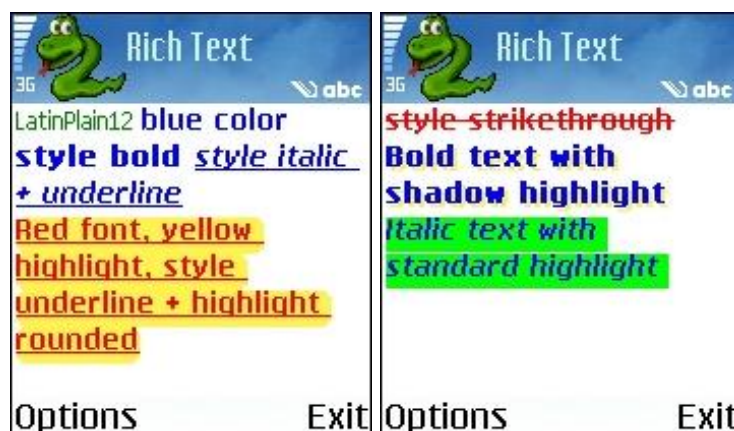 Rich Text
3G
abc
LatinPlain12 blue color
style bold style italic
+ underline
Red font, yellow
highlight, style
underline + highlight
rounded
Options Exit
Rich Text
3G
abc
style strikethrough
Bold text with
shadow highlight
Italic text with
standard highlight
Options Exit